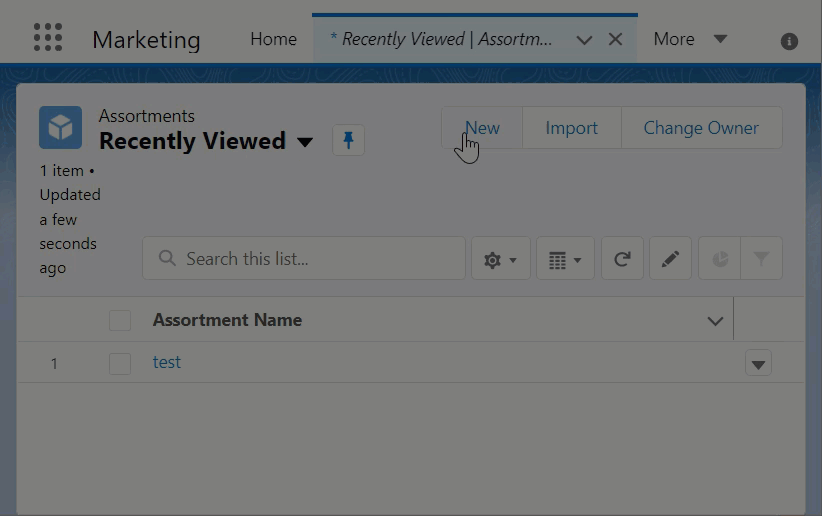 Marketing
Home
* Recently Viewed | Assortm...
More
Assortments
Recently Viewed
New
Import
Change Owner
1 item •
Updated
a few
seconds
ago
Search this list...
Assortment Name
1
test